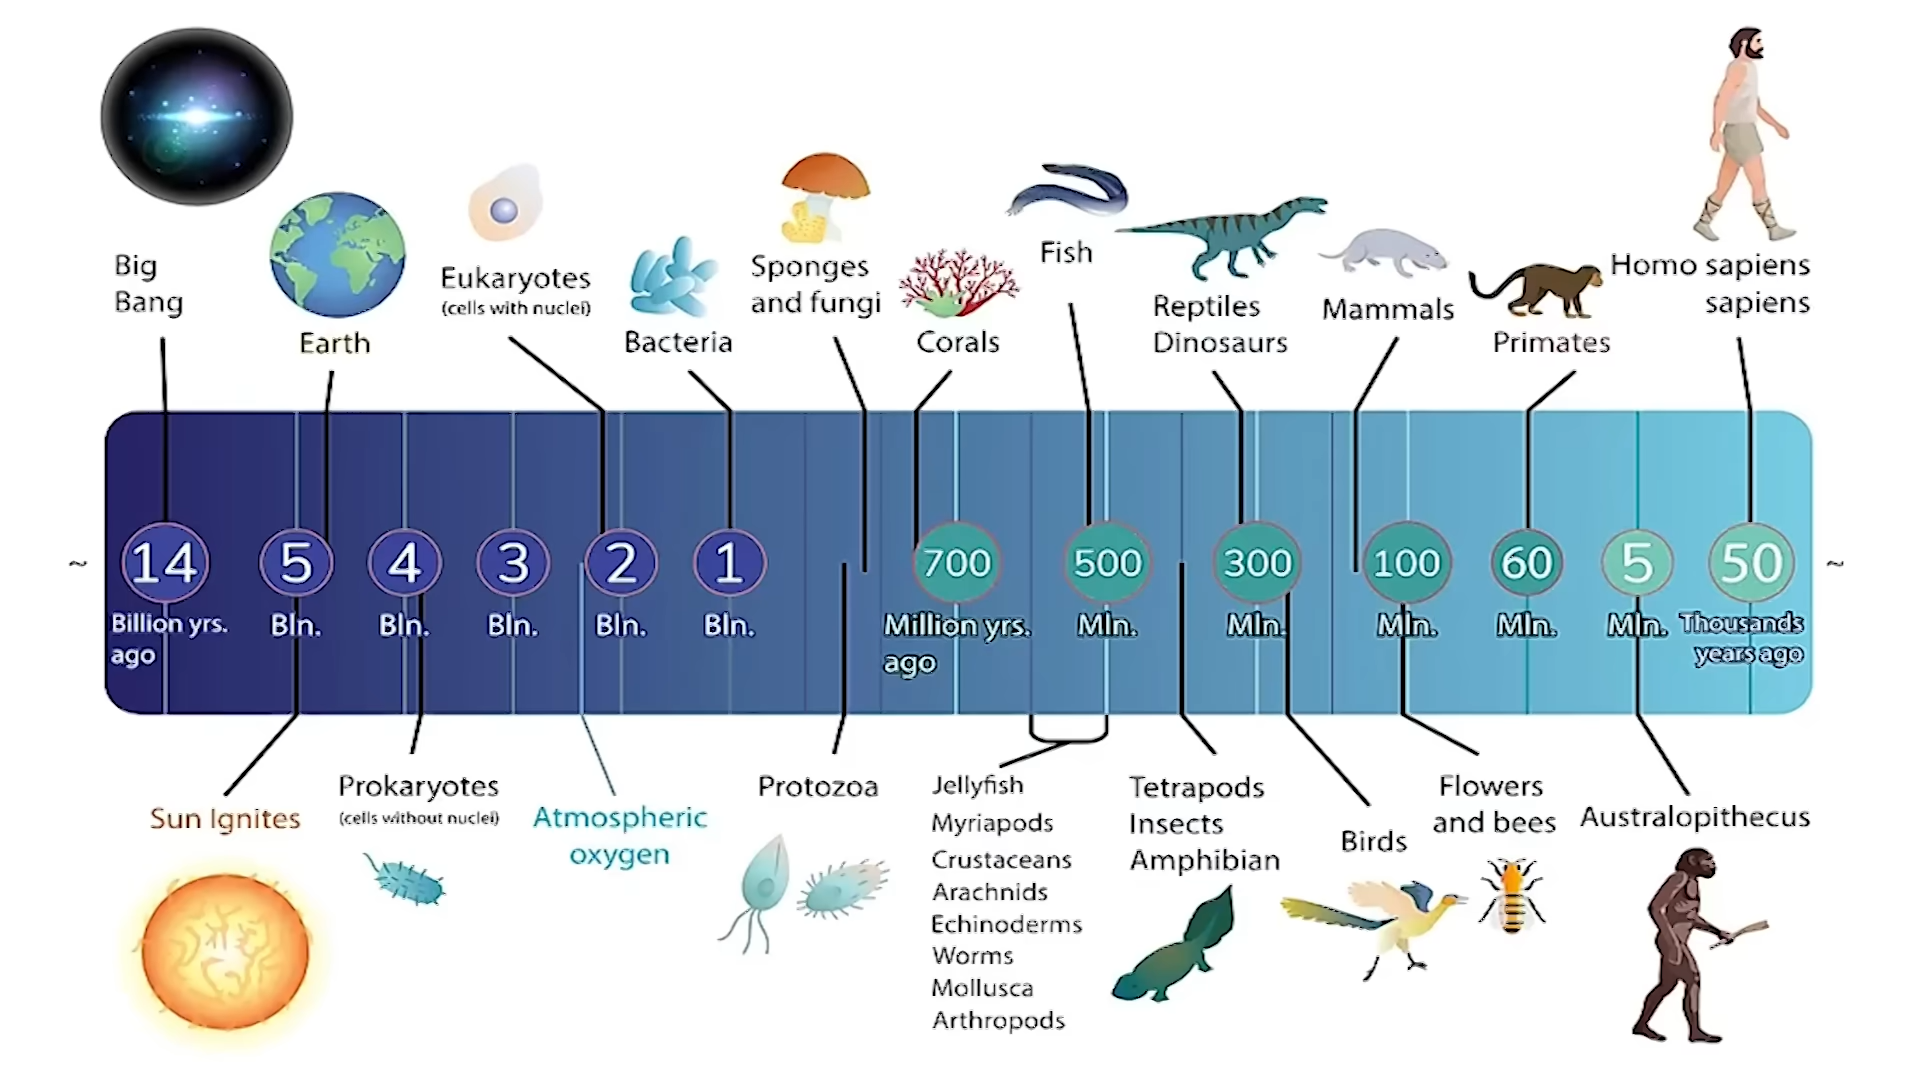 Big
Bang
Earth
Eukaryotes
(cells with nuclei)
Bacteria
Sponges
and fungi
Corals
Fish
Reptiles
Dinosaurs
Mammals
Primates
Homo sapiens
sapiens
~ 14 5 4 3 2 1 700 500 300 100 60 5 50 ~
Billion yrs. Bln. Bln. Bln. Bln. Bln. Million yrs. Mln. Mln. Mln. Mln. Mln. Thousands
ago ago years ago
Sun Ignites
Prokaryotes
(cells without nuclei)
Atmospheric
oxygen
Protozoa
Jellyfish
Myriapods
Crustaceans
Arachnids
Echinoderms
Worms
Mollusca
Arthropods
Tetrapods
Insects
Amphibian
Birds
Flowers
and bees
Australopithecus